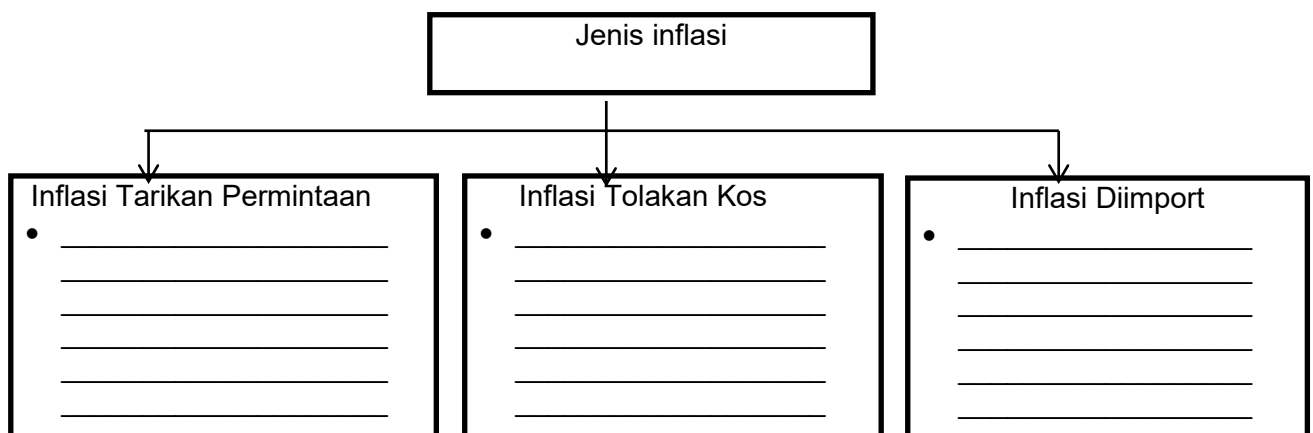 Jenis inflasi
Inflasi Tarikan Permintaan
Inflasi Tolakan Kos
Inflasi Diimport